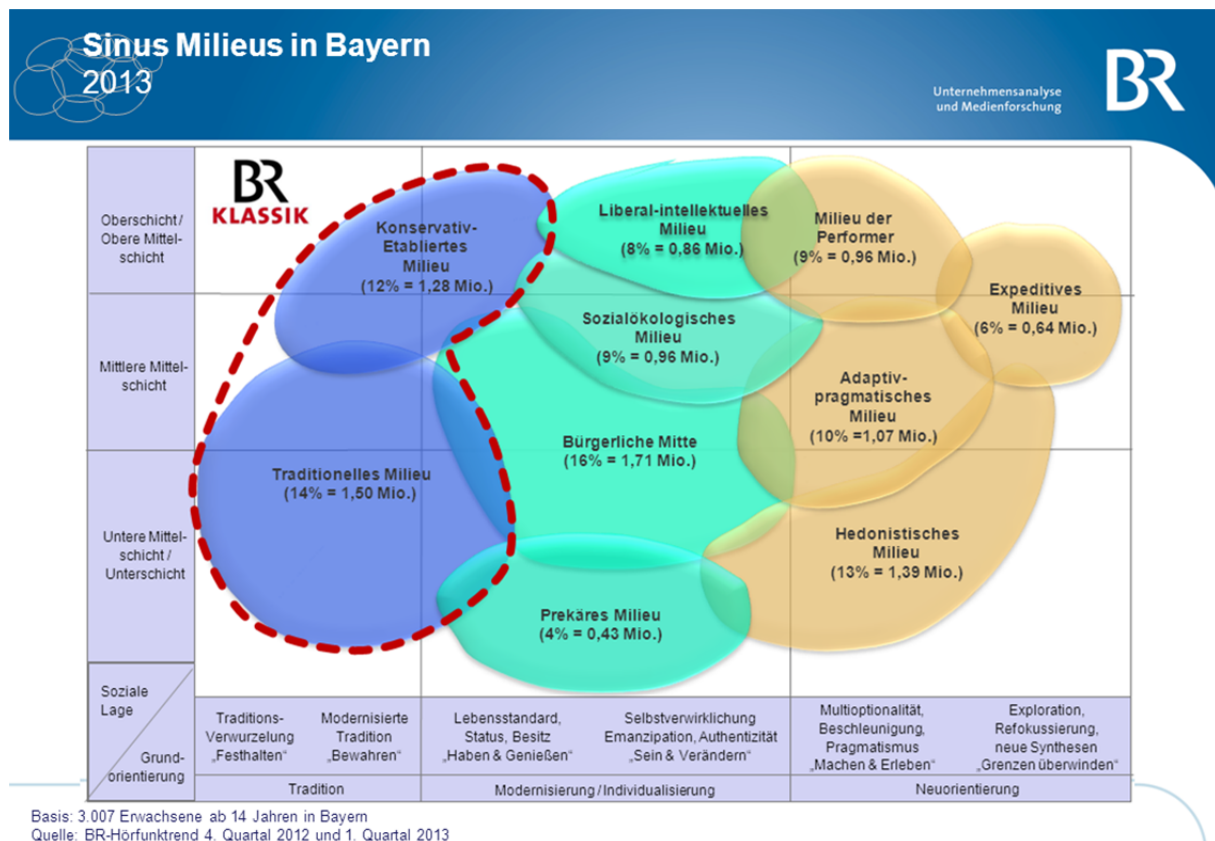 Sinus Milieus in Bayern
2013
Unternehmensanalyse
und Medienforschung
BR
BR
KLASSIK
Oberschicht /
Obere Mittel-
schicht
Konservativ-
Etabliertes
Milieu
(12% = 1,28 Mio.)
Liberal-intellektuelles
Milieu
(8% = 0,86 Mio.)
Milieu der
Performer
(9% = 0,96 Mio.)
Expeditives
Milieu
(6% = 0,64 Mio.)
Sozialökologisches
Milieu
(9% = 0,96 Mio.)
Mittlere Mittel-
schicht
Adaptiv-
pragmatisches
Milieu
(10% =1,07 Mio.)
Bürgerliche Mitte
(16% = 1,71 Mio.)
Traditionelles Milieu
(14% = 1,50 Mio.)
Untere Mittel-
schicht /
Unterschicht
Hedonistisches
Milieu
(13% = 1,39 Mio.)
Prekäres Milieu
(4% = 0,43 Mio.)
Soziale
Lage
Grund-
orientierung
Traditions-
Verwurzelung
„Festhalten“
Modernisierte
Tradition
„Bewahren“
Lebensstandard,
Status, Besitz
„Haben & Genießen“
Selbstverwirklichung
Emanzipation, Authentizität
„Sein & Verändern“
Multioptionalität,
Beschleunigung,
Pragmatismus
„Machen & Erleben“
Exploration,
Refokussierung,
neue Synthesen
„Grenzen überwinden“
Tradition
Modernisierung / Individualisierung
Neuorientierung
Basis: 3.007 Erwachsene ab 14 Jahren in Bayern
Quelle: BR-Hörfunktrend 4. Quartal 2012 und 1. Quartal 2013